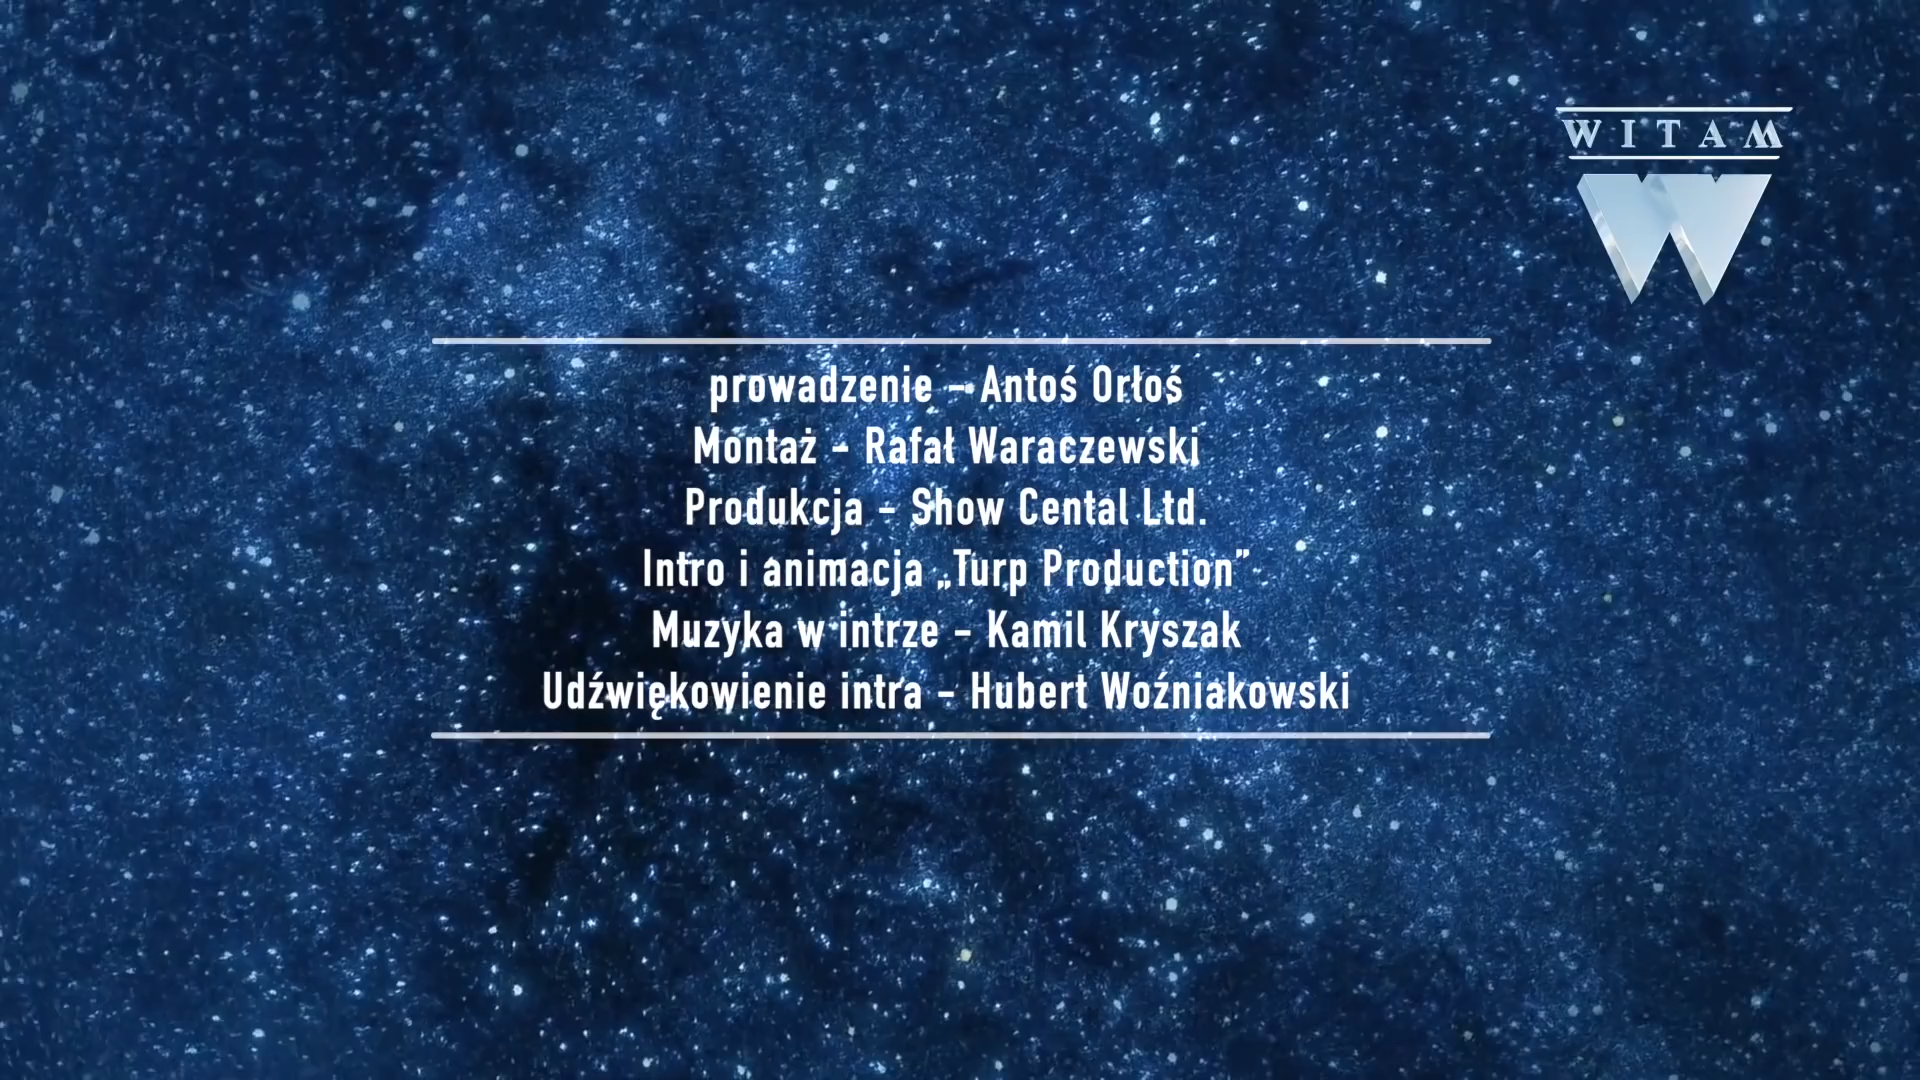 WITAM
W
prowadzenie – Antoś Orłoś
Montaż – Rafał Waraczewski
Produkcja – Show Cental Ltd.
Intro i animacja „Turp Production”
Muzyka w intrze – Kamil Kryszak
Udźwiękowienie intra – Hubert Woźniakowski